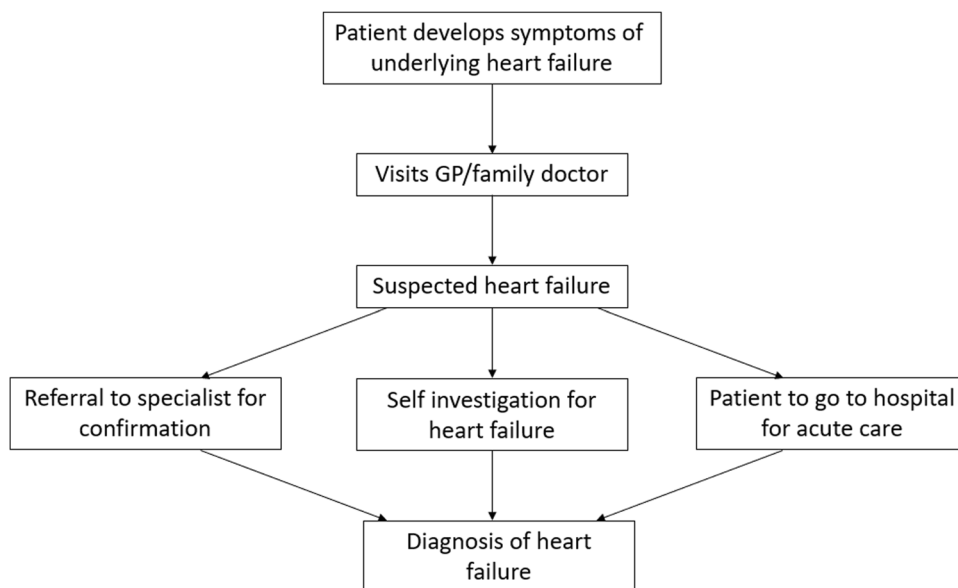 Patient develops symptoms of
underlying heart failure
Visits GP/family doctor
Suspected heart failure
Referral to specialist for
confirmation
Self investigation for
heart failure
Patient to go to hospital
for acute care
Diagnosis of heart
failure